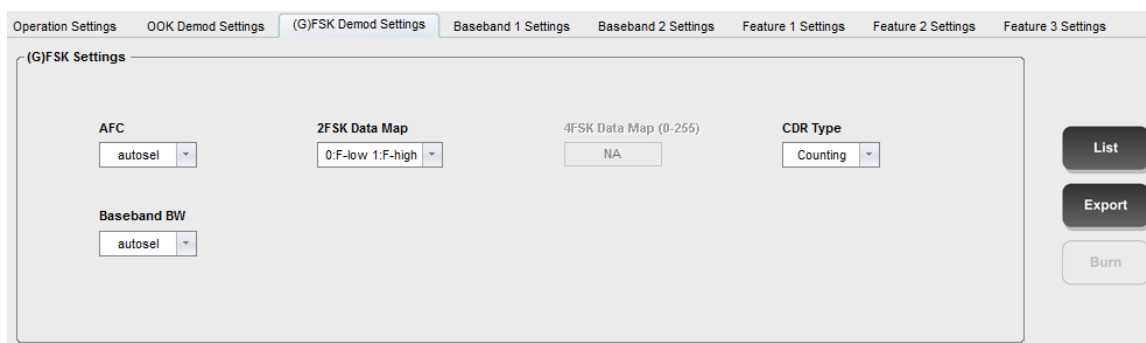 Operation Settings OOK Demod Settings (G)FSK Demod Settings Baseband 1 Settings Baseband 2 Settings Feature 1 Settings Feature 2 Settings Feature 3 Settings
(G)FSK Settings
AFC 2FSK Data Map 4FSK Data Map (0-255) CDR Type
autosel 0:F-low 1:F-high NA Counting
List
Export
Baseband BW
autosel
Burn